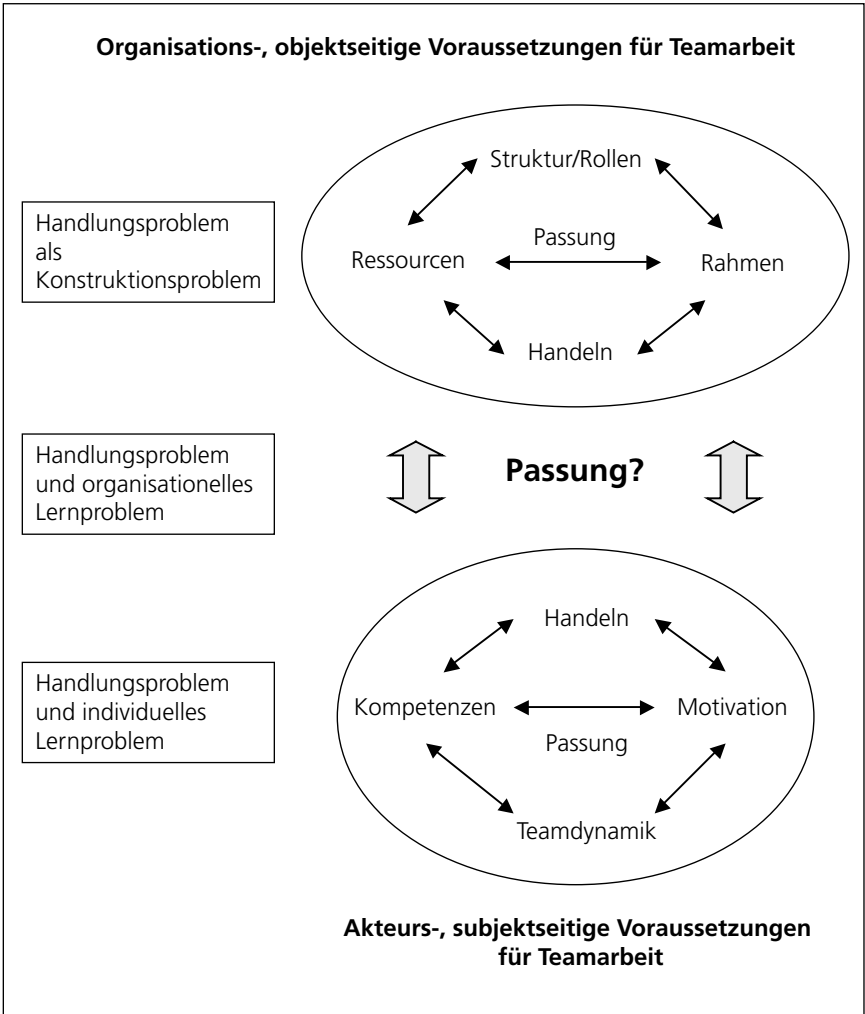 Organisations-, objektseitige Voraussetzungen für Teamarbeit
Struktur/Rollen
Handlungsproblem
als
Konstruktionsproblem
Passung
Ressourcen
Rahmen
Handeln
Handlungsproblem
und organisationelles
Lernproblem
Passung?
Handeln
Handlungsproblem
und individuelles
Lernproblem
Kompetenzen
Motivation
Passung
Teamdynamik
Akteurs-, subjektseitige Voraussetzungen
für Teamarbeit